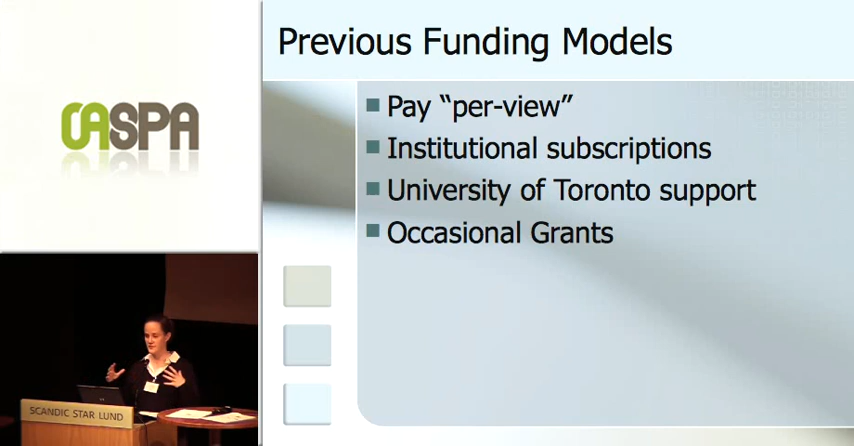 OASPA
Previous Funding Models
Pay “per-view”
Institutional subscriptions
University of Toronto support
Occasional Grants
SCANDIC STAR LUND